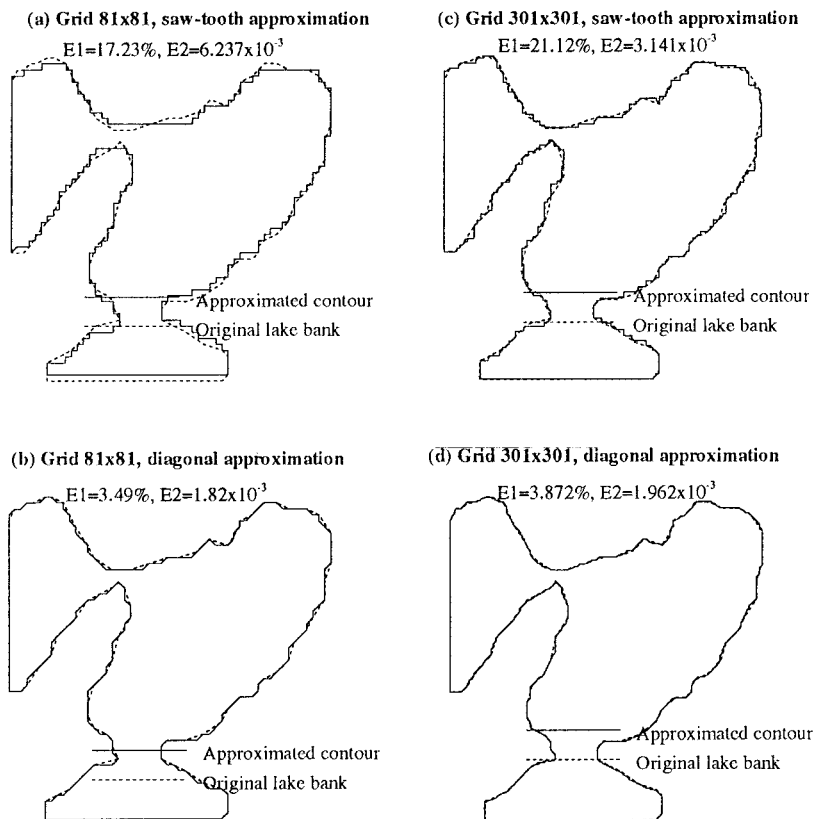 (a) Grid 81x81, saw-tooth approximation
E1=17.23%, E2=6.237x10⁻³
Approximated contour
Original lake bank
(c) Grid 301x301, saw-tooth approximation
E1=21.12%, E2=3.141x10⁻³
Approximated contour
Original lake bank
(b) Grid 81x81, diagonal approximation
E1=3.49%, E2=1.82x10⁻³
Approximated contour
Original lake bank
(d) Grid 301x301, diagonal approximation
E1=3.872%, E2=1.962x10⁻³
Approximated contour
Original lake bank